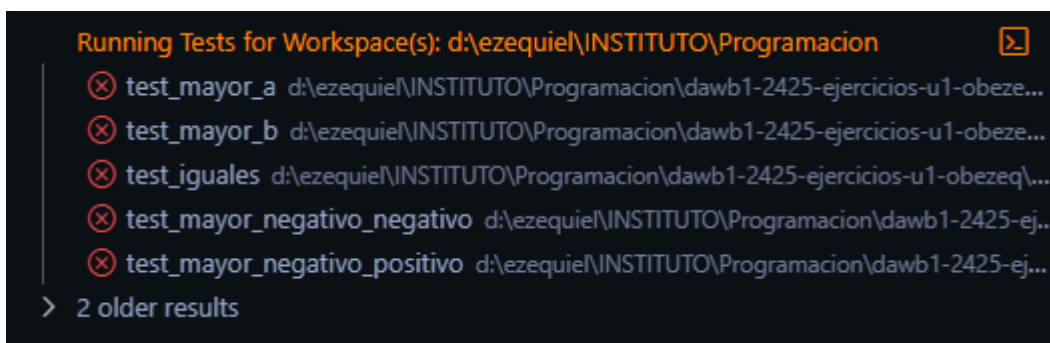 Running Tests for Workspace(s): d:\ezequiel\INSTITUTO\Programacion
test_mayor_a d:\ezequiel\INSTITUTO\Programacion\dawb1-2425-ejercicios-u1-obeze...
test_mayor_b d:\ezequiel\INSTITUTO\Programacion\dawb1-2425-ejercicios-u1-obeze...
test_iguales d:\ezequiel\INSTITUTO\Programacion\dawb1-2425-ejercicios-u1-obezeq\...
test_mayor_negativo_negativo d:\ezequiel\INSTITUTO\Programacion\dawb1-2425-ej...
test_mayor_negativo_positivo d:\ezequiel\INSTITUTO\Programacion\dawb1-2425-ej...
2 older results